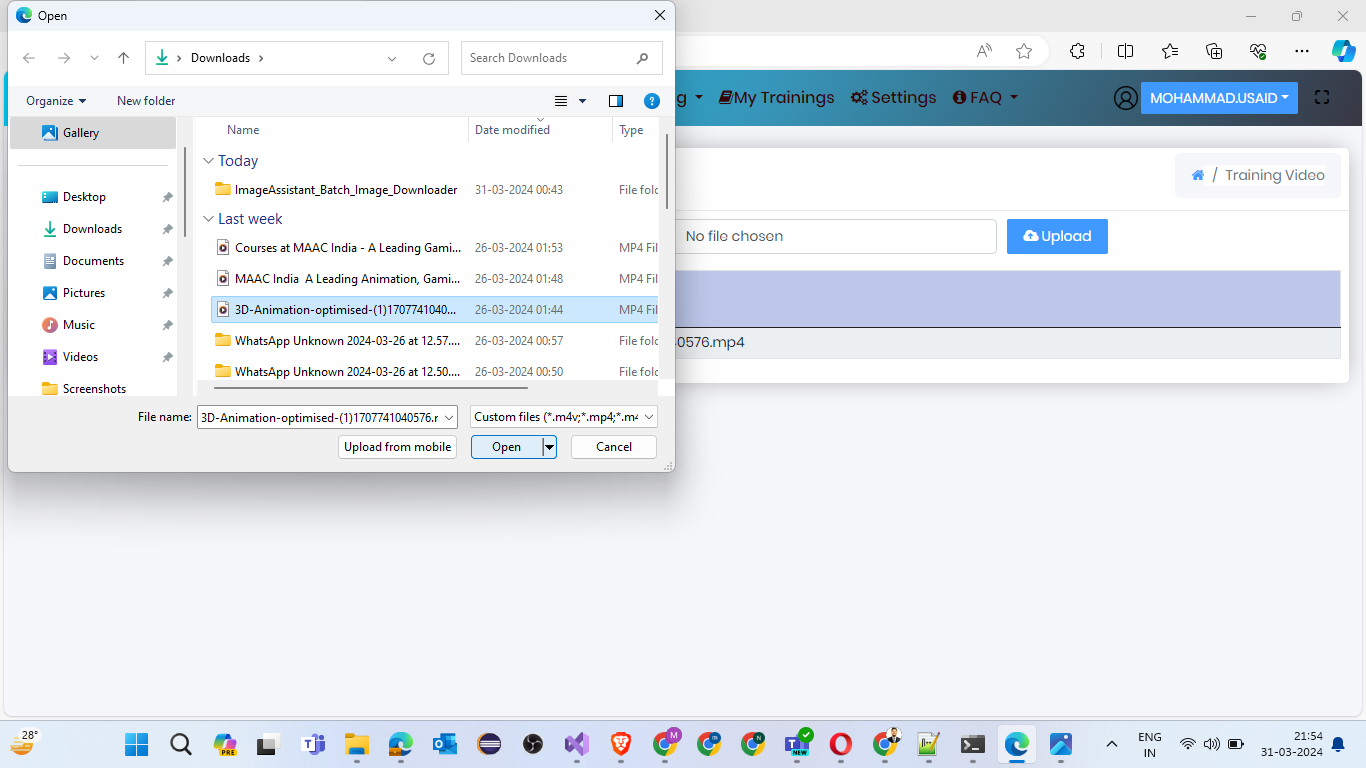 Open
Downloads
Search Downloads
Organize
New folder
Gallery
Desktop
Downloads
Documents
Pictures
Music
Videos
Screenshots
Name
Date modified
Type
Today
ImageAssistant_Batch_Image_Downloader
31-03-2024 00:43
File fold
Last week
Courses at MAAC India - A Leading Gami...
26-03-2024 01:53
MP4 Fil
MAAC India A Leading Animation, Gami...
26-03-2024 01:48
MP4 Fil
3D-Animation-optimised-(1)1707741040...
26-03-2024 01:44
MP4 Fil
WhatsApp Unknown 2024-03-26 at 12.57....
26-03-2024 00:57
File fold
WhatsApp Unknown 2024-03-26 at 12.50....
26-03-2024 00:50
File fold
File name:
3D-Animation-optimised-(1)1707741040576.r
Custom files (*.m4v;*.mp4;*.m4
Upload from mobile
Open
Cancel
g
My Trainings
Settings
FAQ
MOHAMMAD.USAID
/ Training Video
No file chosen
Upload
40576.mp4
28°
PRE
M
m
N
NEW
ENG
IN
21:54
31-03-2024